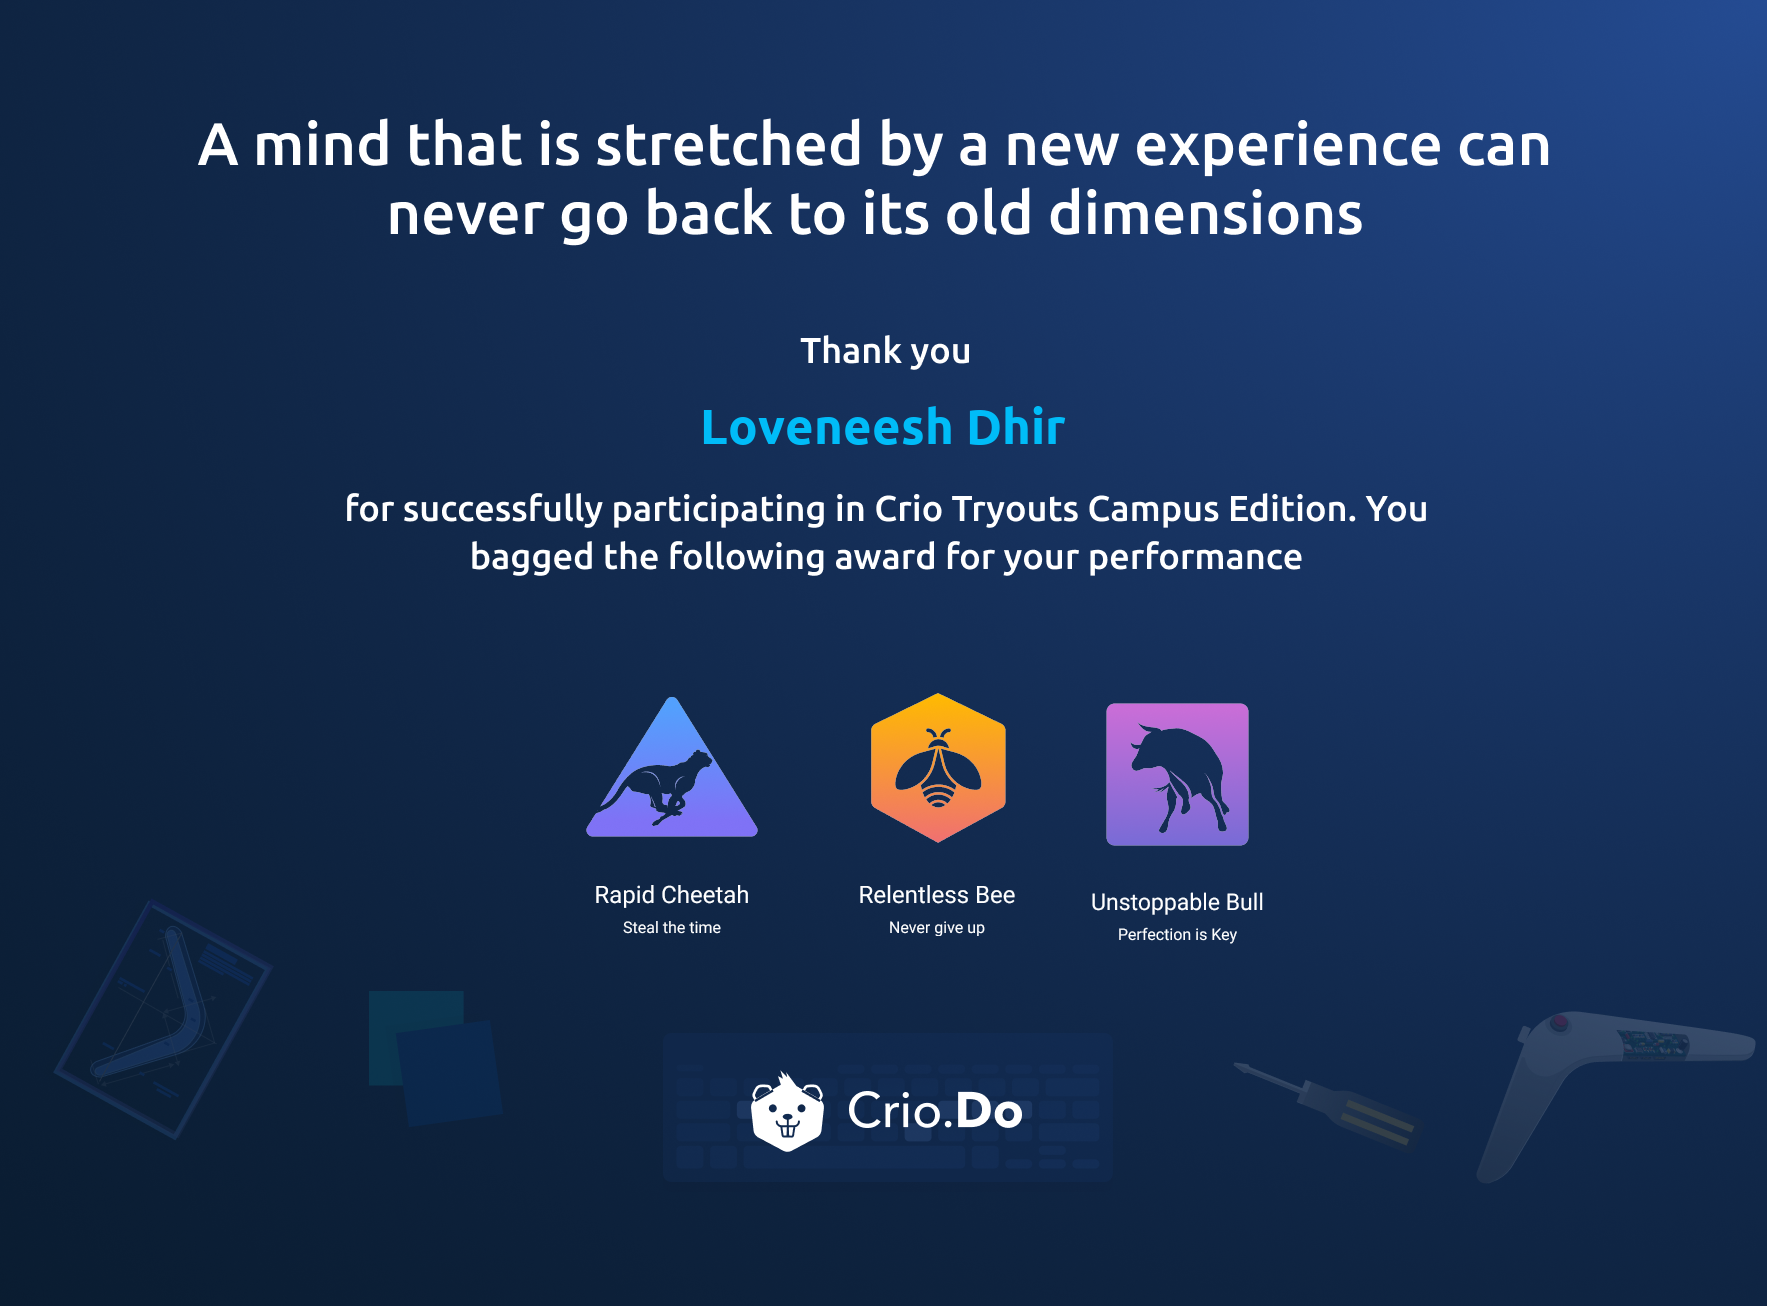 A mind that is stretched by a new experience can
never go back to its old dimensions
Thank you
Loveneesh Dhir
for successfully participating in Crio Tryouts Campus Edition. You
bagged the following award for your performance
Rapid Cheetah
Steal the time
Relentless Bee
Never give up
Unstoppable Bull
Perfection is Key
Crio.Do